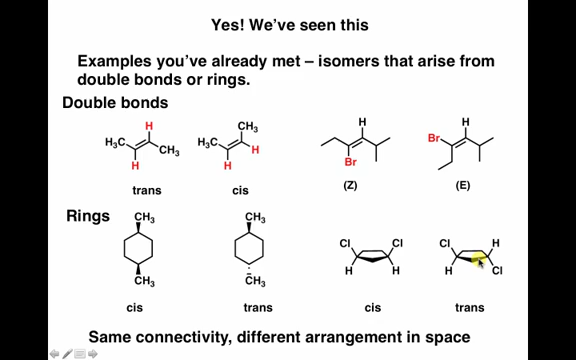 Yes! We've seen this
Examples you've already met – isomers that arise from
double bonds or rings.
Double bonds
H H₃C CH₃ H
trans
CH₃ H₃C H H
cis
H Br
(Z)
H Br
(E)
Rings
CH₃ CH₃
cis
CH₃ CH₃
trans
Cl Cl H H
cis
Cl H H Cl
trans
Same connectivity, different arrangement in space